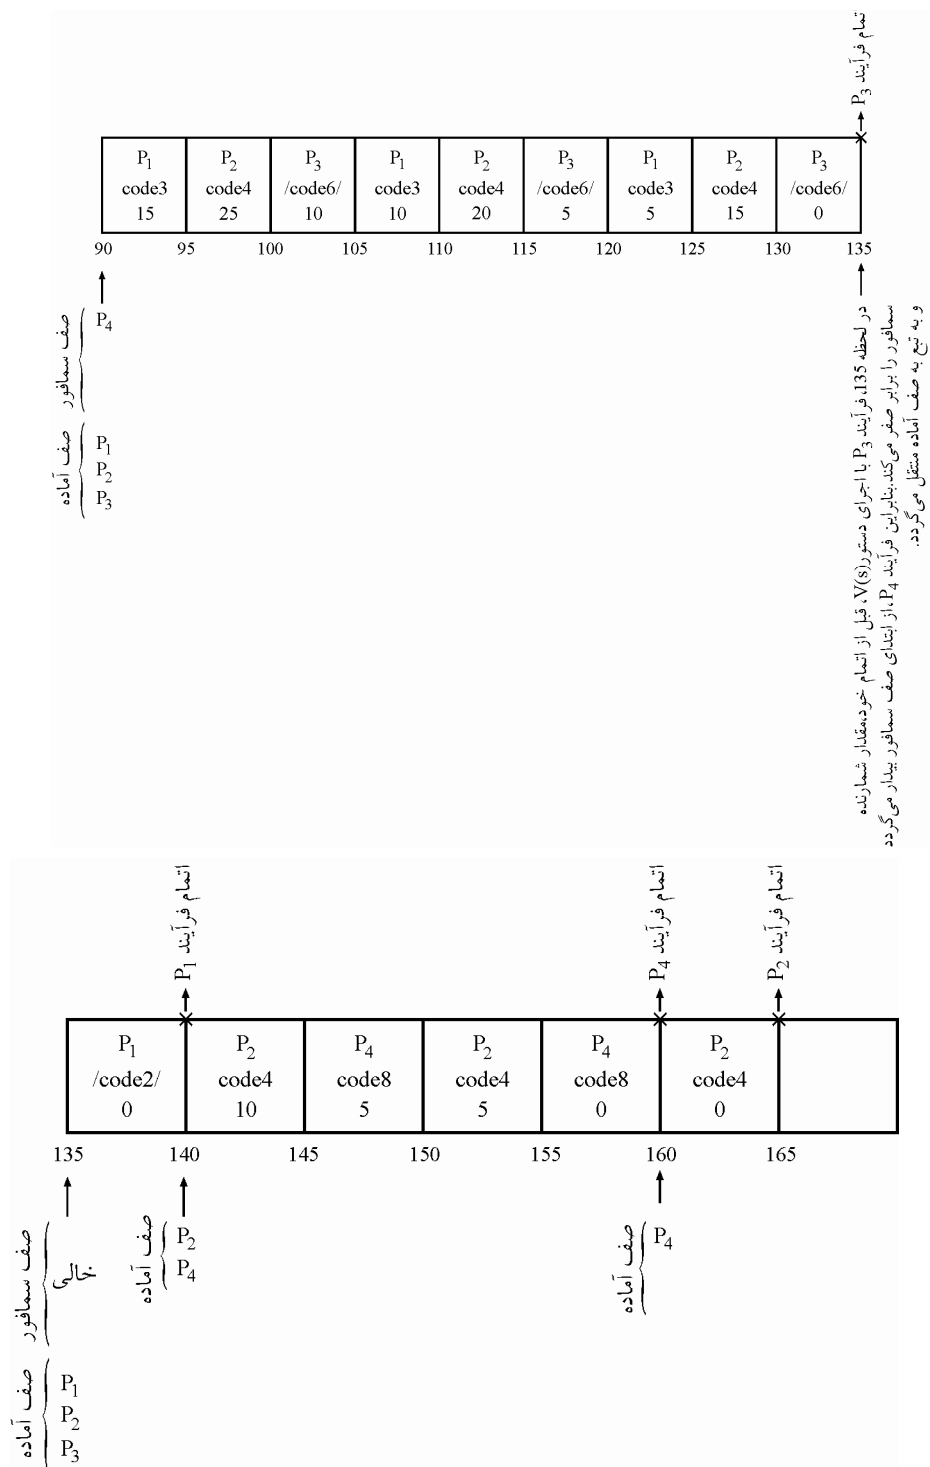 تمام فرآیند P3
P1 P2 P3 P1 P2 P3 P1 P2 P3
code3 code4 /code6/ code3 code4 /code6/ code3 code4 /code6/
15 25 10 10 20 5 5 15 0
90 95 100 105 110 115 120 125 130 135
صف سمافور P4
صف آماده P1
P2
P3
در لحظه 135، فرآیند P3 با اجرای دستور V(s)، قبل از اتمام خود،مقدار شمارنده
سمافور را برابر صفر می‌کند.بنابراین فرآیند P4،از ابتدای صف سمافور بیدار می‌گردد
و به تبع به صف آماده منتقل می‌گردد.
اتمام فرآیند P1
اتمام فرآیند P4
اتمام فرآیند P2
P1 P2 P4 P2 P4 P2
/code2/ code4 code8 code4 code8 code4
0 10 5 5 0 0
135 140 145 150 155 160 165
صف سمافور خالی
صف آماده P2
P4
صف آماده P4
صف آماده P1
P2
P3